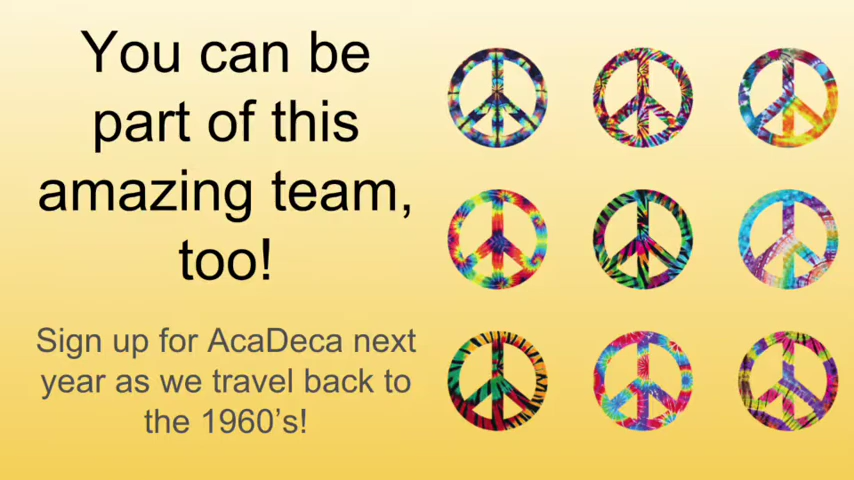 You can be
part of this
amazing team,
too!
Sign up for AcaDeca next
year as we travel back to
the 1960’s!